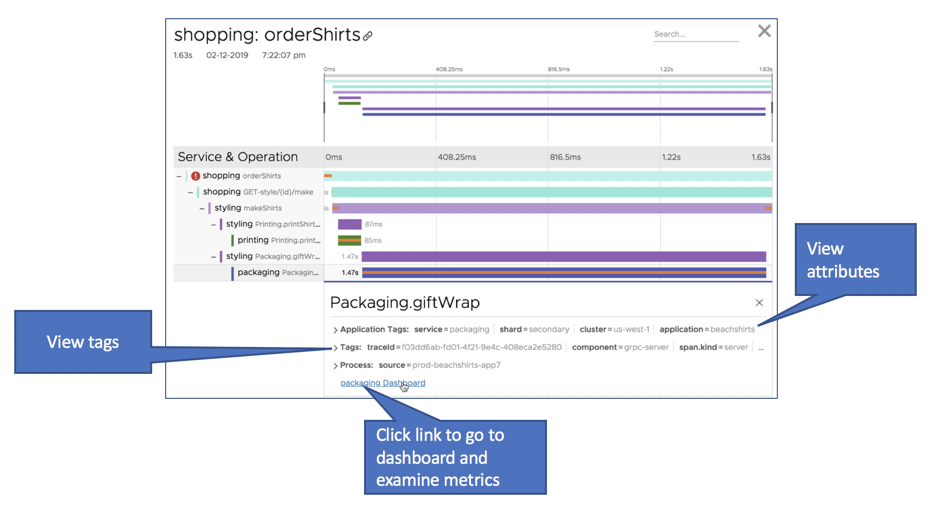 shopping: orderShirts
Search...
1.63s 02-12-2019 7:22:07 pm
0ms 408.25ms 816.5ms 1.22s 1.63s
Service & Operation 0ms 408.25ms 816.5ms 1.22s 1.63s
shopping orderShirts
shopping GET-style/{id}/make
styling makeShirts
styling Printing.printShirt... 87ms
printing Printing.print... 85ms
styling Packaging.giftWr... 1.47s
packaging Packagin... 1.47s
View attributes
Packaging.giftWrap
Application Tags: service=packaging shard=secondary cluster=us-west-1 application=beachshirts
View tags
Tags: traceId=f03dd6ab-fd01-4f21-9e4c-408eca2e5280 component=grpc-server span.kind=server ...
Process: source=prod-beachshirts-app7
packaging Dashboard
Click link to go to
dashboard and
examine metrics